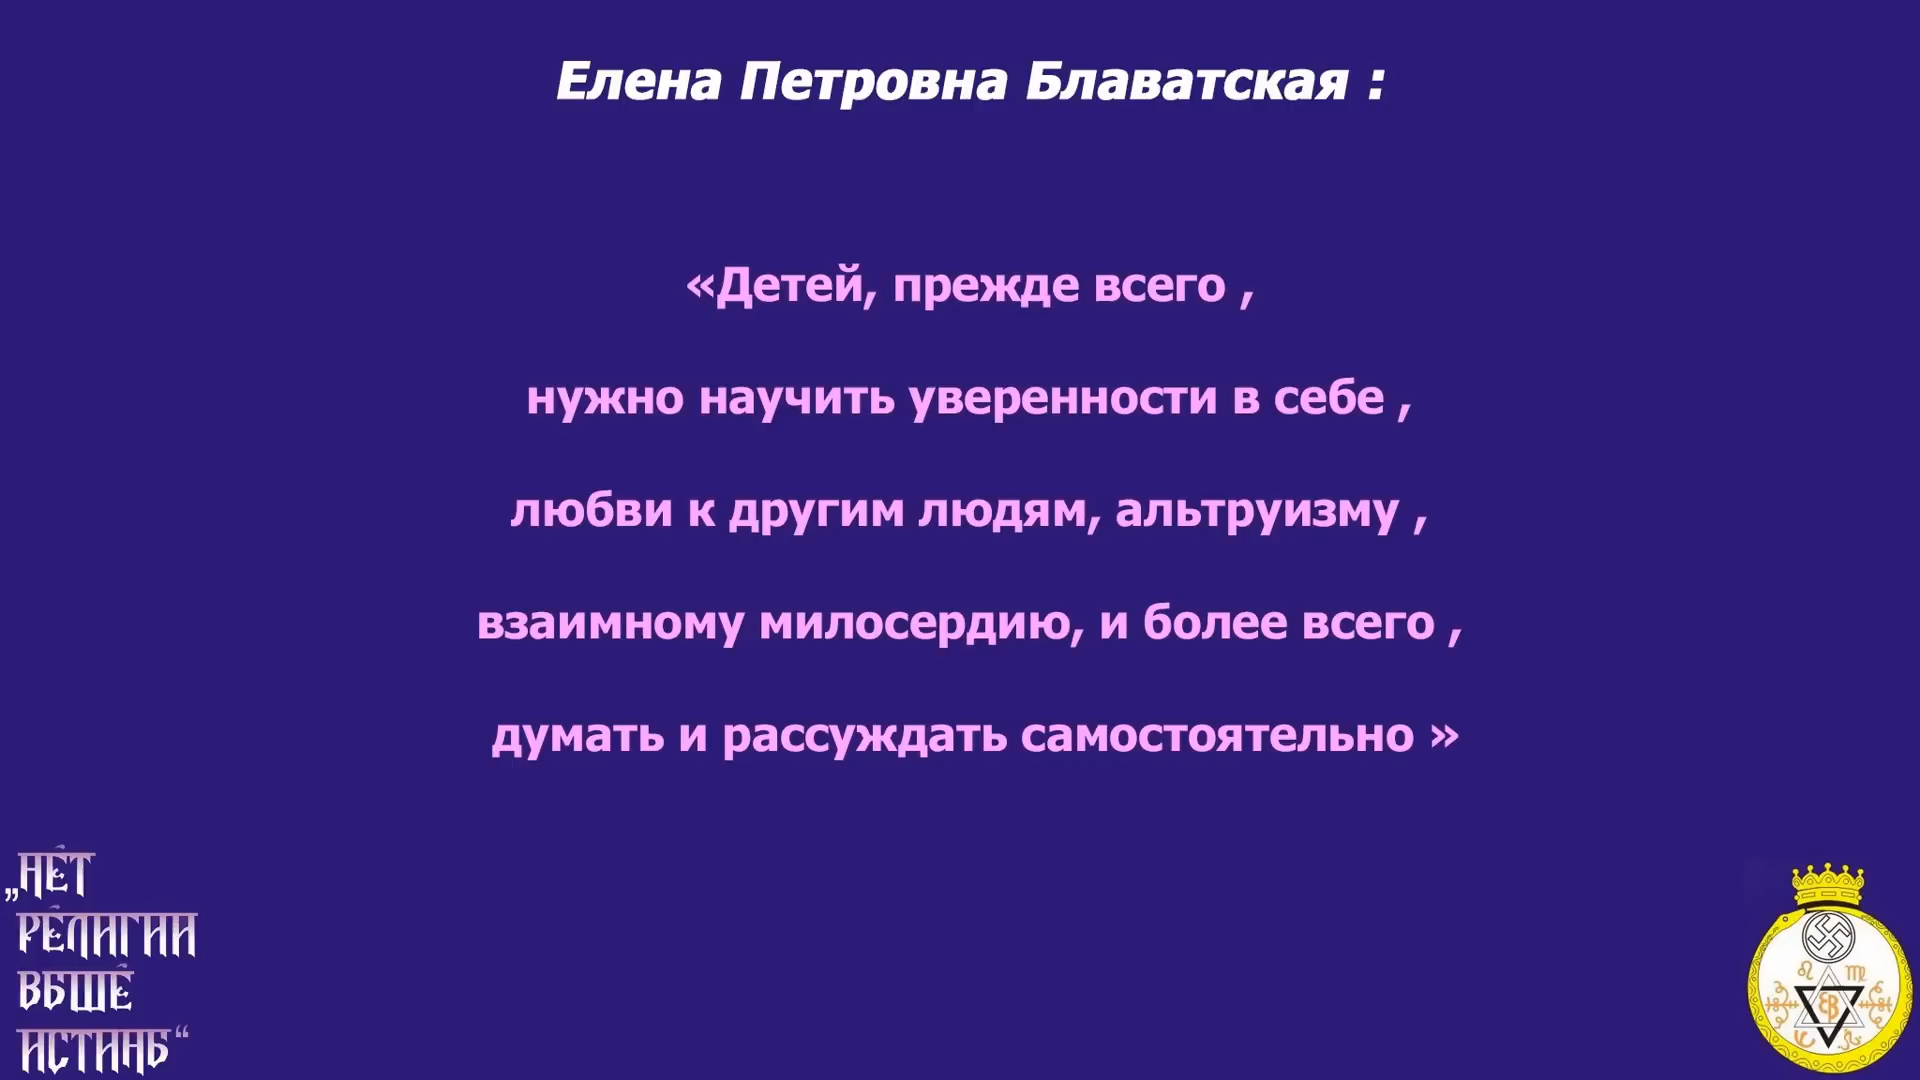 Елена Петровна Блаватская :
«Детей, прежде всего ,
нужно научить уверенности в себе ,
любви к другим людям, альтруизму ,
взаимному милосердию, и более всего ,
думать и рассуждать самостоятельно »
„НЕТ
РЕЛИГИИ
ВЫШЕ
ИСТИНЫ“
ЕВ